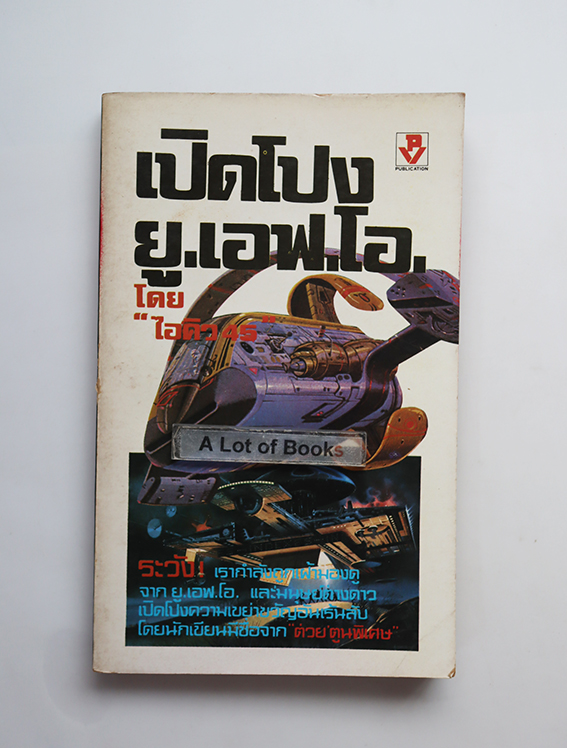 เปิดโปง
ยู.เอฟ.โอ.
PV
PUBLICATION
โดย
“ไอคิว 45”
A Lot of Books
ระวัง! เรากำลังถูกเฝ้ามองดู
จาก ยู.เอฟ.โอ. และมนุษย์ต่างดาว
เปิดโปงความเขย่าขวัญอันเร้นลับ
โดยนักเขียนมีชื่อจาก "ต่วย'ตูนพิเศษ"